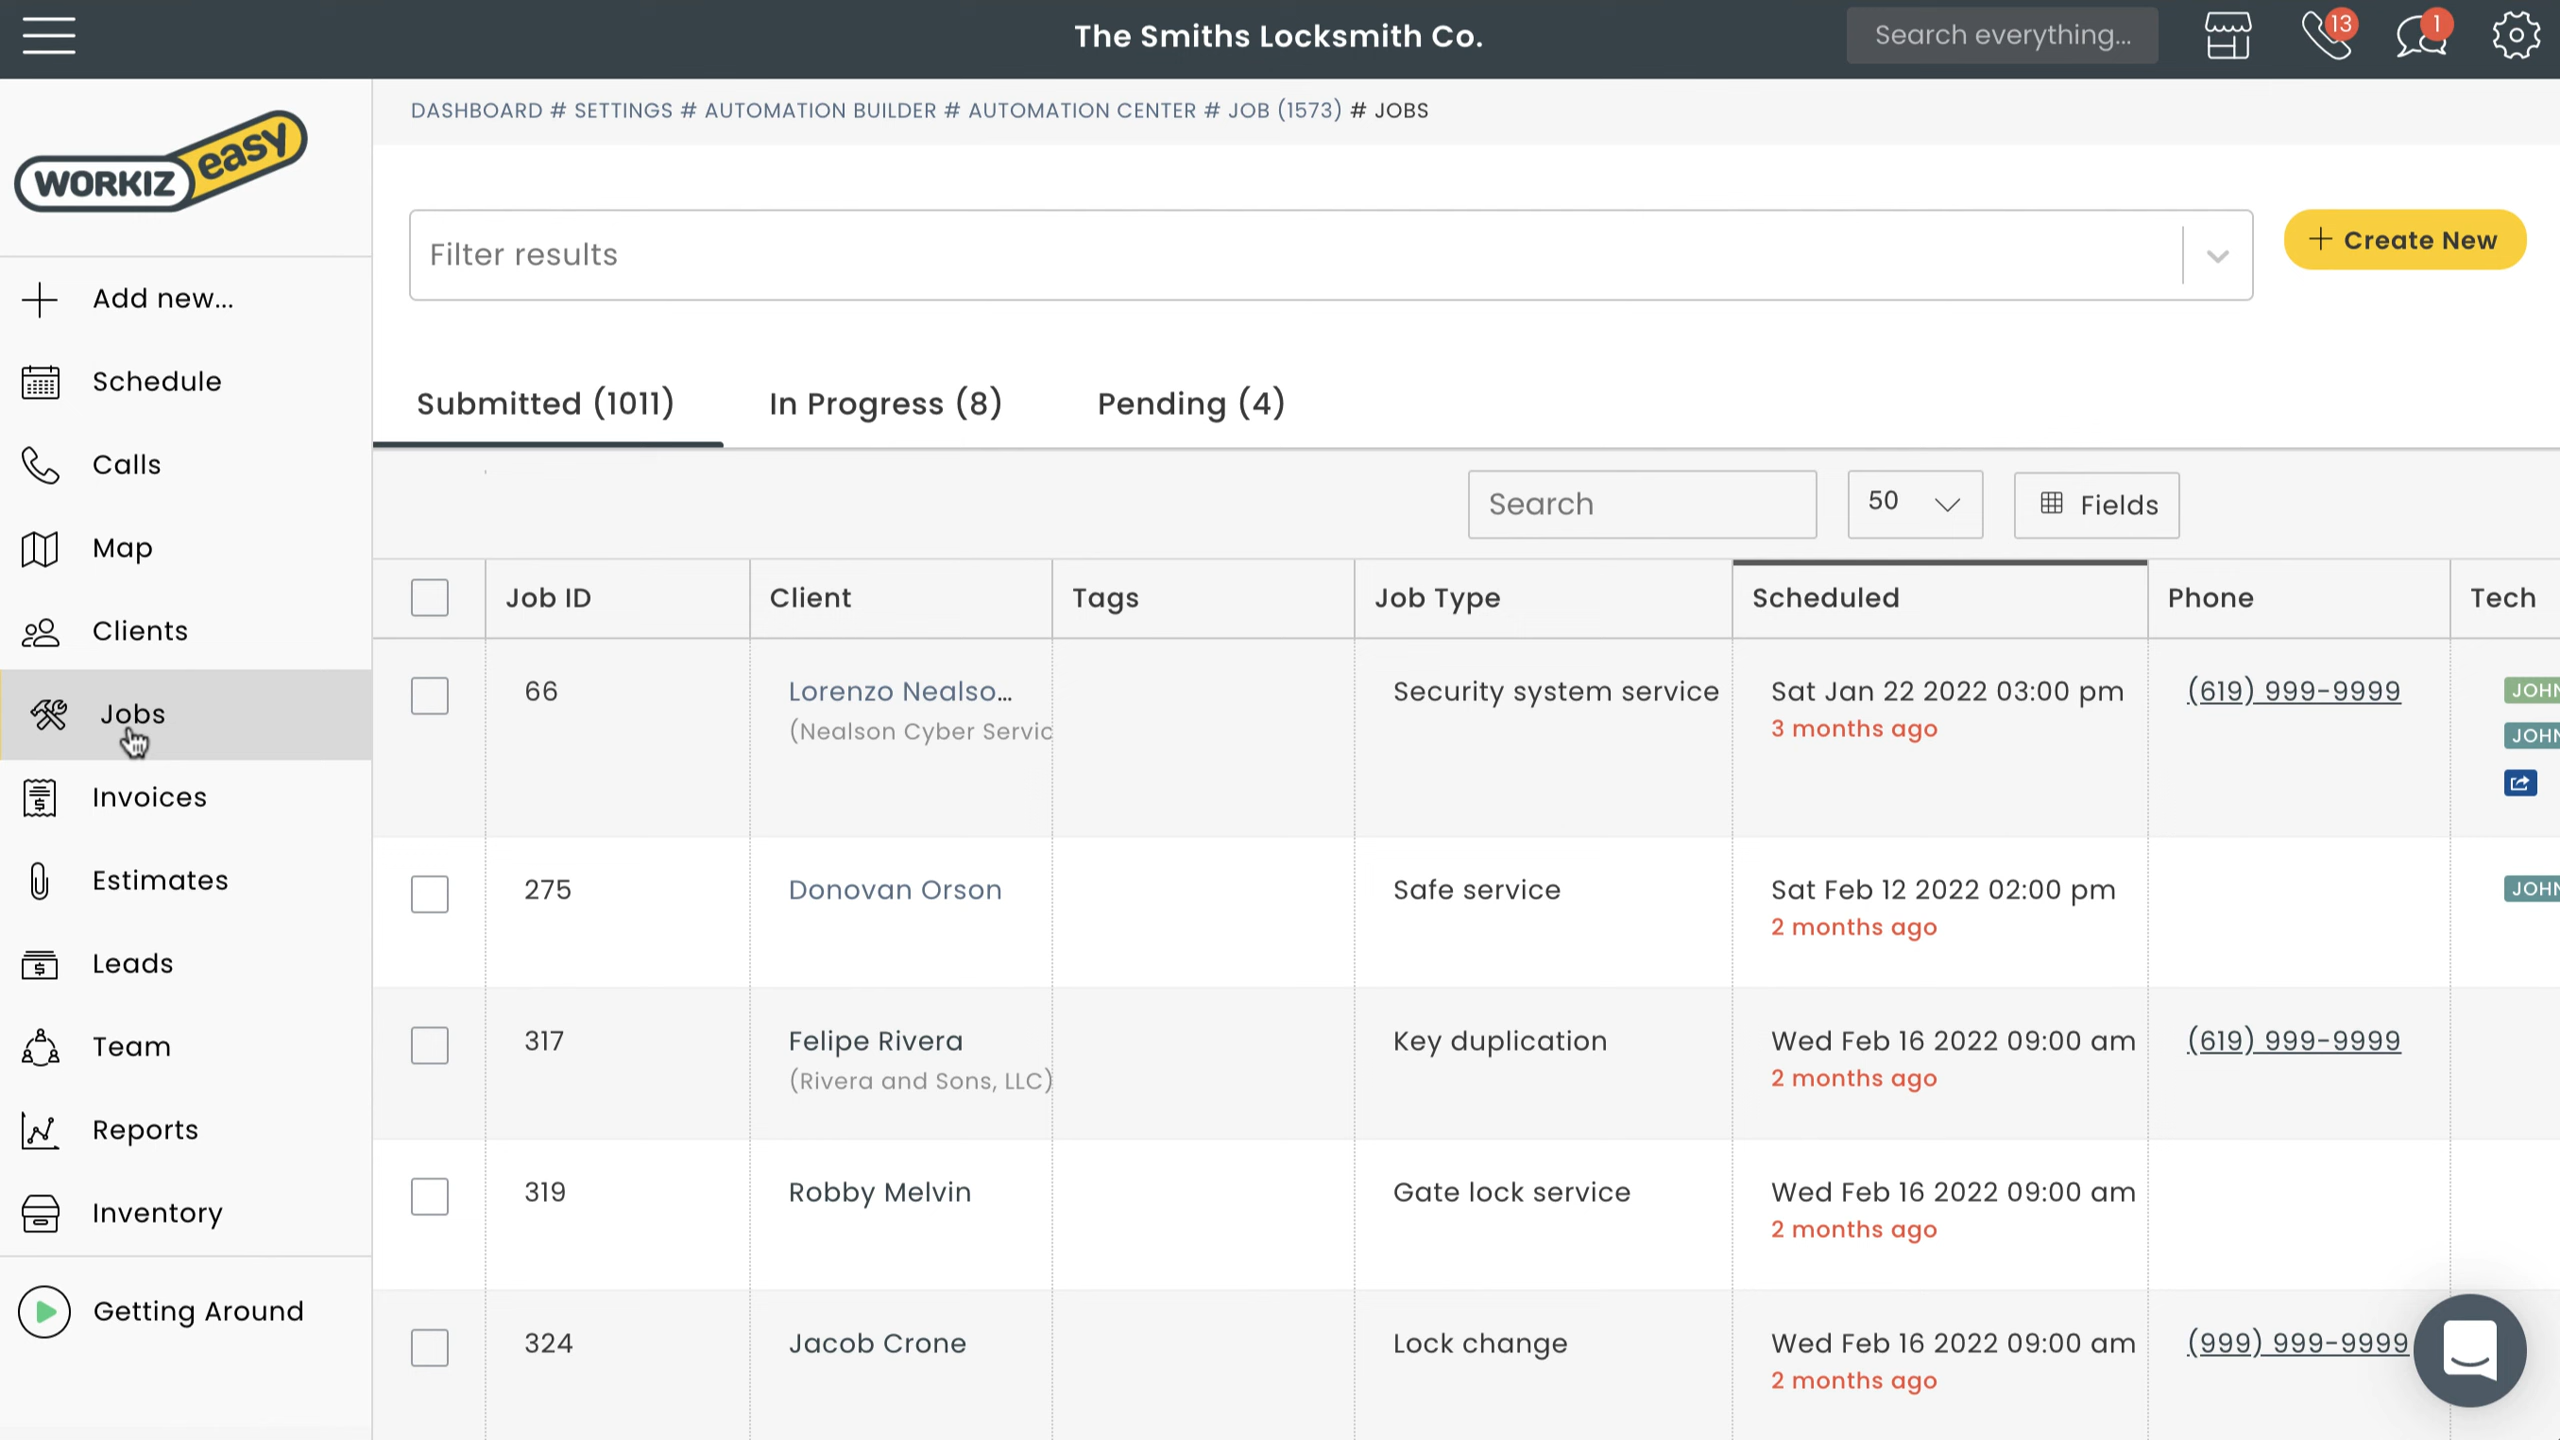 The Smiths Locksmith Co.
Search everything...
13
1
WORKIZ easy
DASHBOARD # SETTINGS # AUTOMATION BUILDER # AUTOMATION CENTER # JOB (1573) # JOBS
Filter results
+ Create New
Add new...
Schedule
Calls
Map
Clients
Jobs
Invoices
Estimates
Leads
Team
Reports
Inventory
Getting Around
Submitted (1011) In Progress (8) Pending (4)
Search 50 Fields
Job ID Client Tags Job Type Scheduled Phone Tech
66 Lorenzo Nealso... Security system service Sat Jan 22 2022 03:00 pm (619) 999-9999 JOHN
(Nealson Cyber Servic 3 months ago JOHN
275 Donovan Orson Safe service Sat Feb 12 2022 02:00 pm JOHN
2 months ago
317 Felipe Rivera Key duplication Wed Feb 16 2022 09:00 am (619) 999-9999
(Rivera and Sons, LLC) 2 months ago
319 Robby Melvin Gate lock service Wed Feb 16 2022 09:00 am
2 months ago
324 Jacob Crone Lock change Wed Feb 16 2022 09:00 am (999) 999-9999
2 months ago